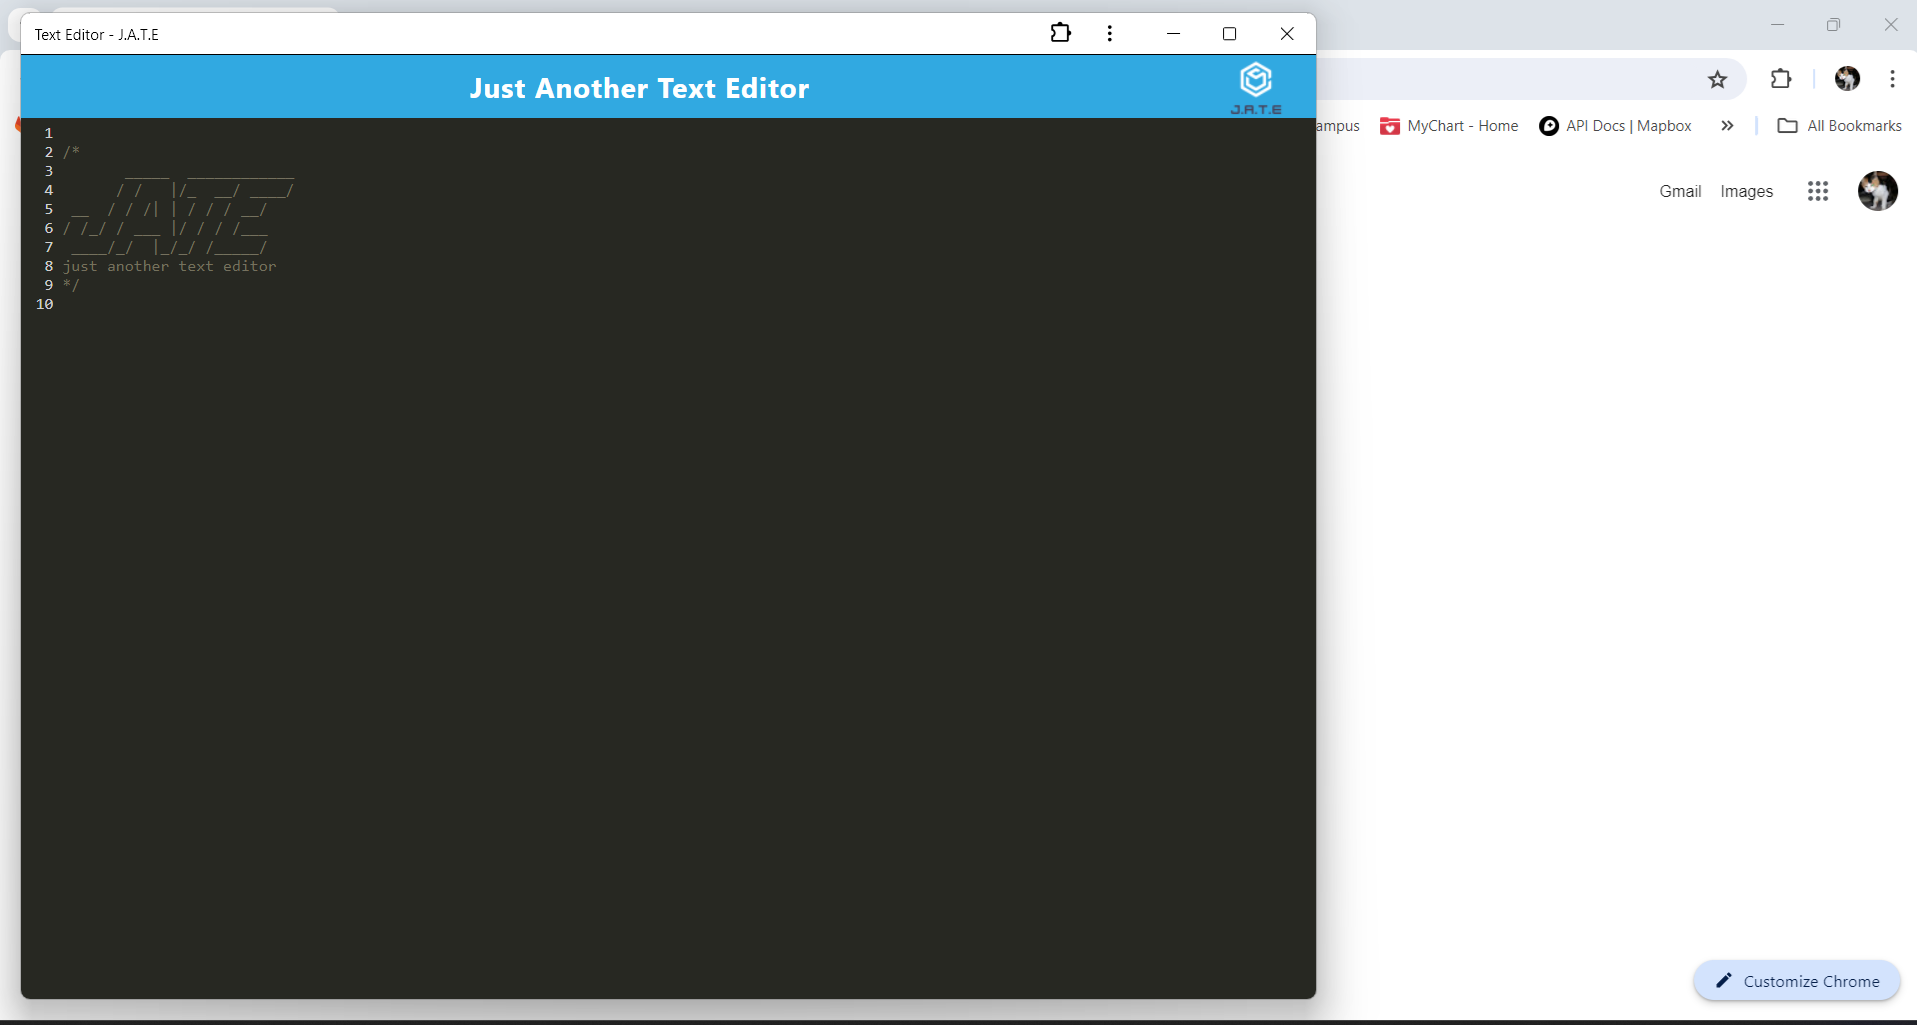 Text Editor - J.A.T.E
Just Another Text Editor
J.A.T.E
ampus
MyChart - Home
API Docs | Mapbox
»
All Bookmarks
Gmail
Images
1
2 /*
3        _____  ____________
4       / /   |/_  __/ ____/
5  __  / / /| | / / / __/
6 / /_/ / ___ |/ / / /___
7  ____/_/  |_/_/ /_____/
8 just another text editor
9 */
10
Customize Chrome